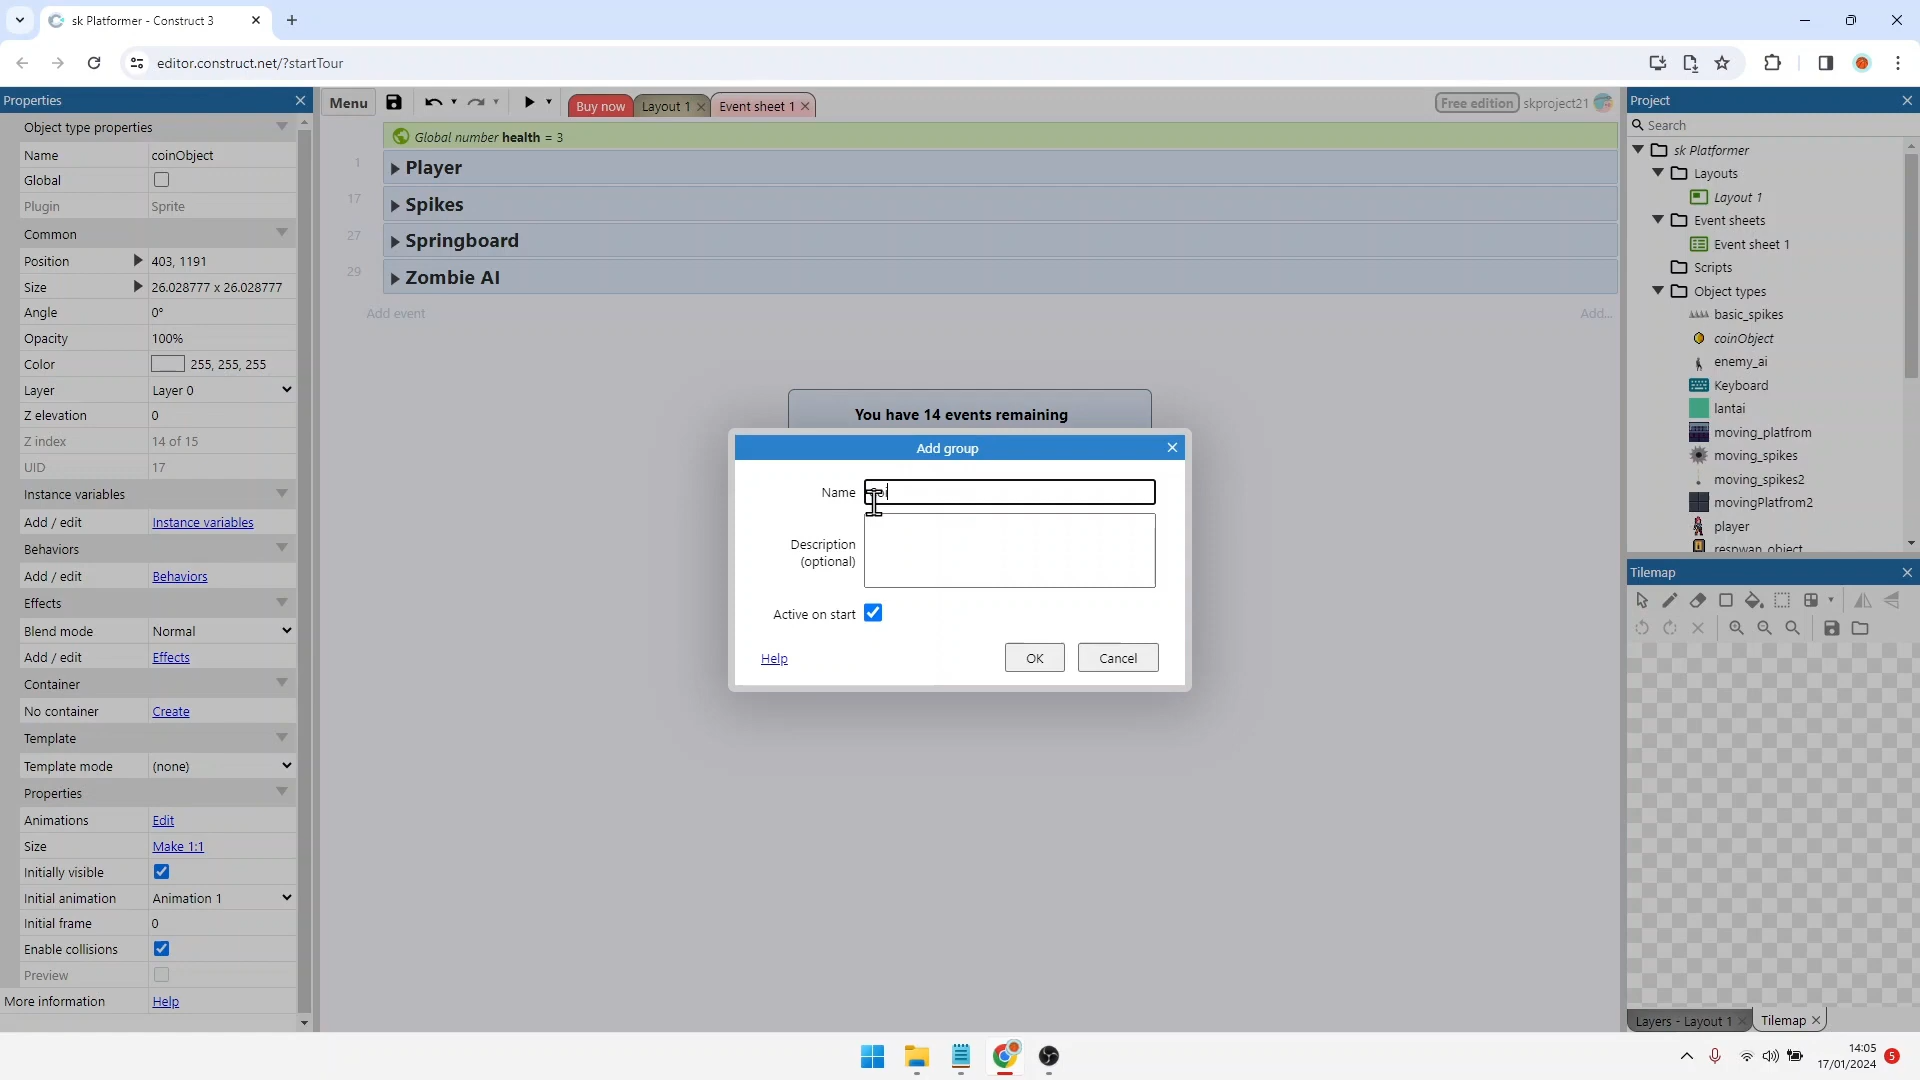 sk Platformer - Construct 3
editor.construct.net/?startTour
Properties
Object type properties
Name coinObject
Global
Plugin Sprite
Common
Position 403, 1191
Size 26.028777 x 26.028777
Angle 0°
Opacity 100%
Color 255, 255, 255
Layer Layer 0
Z elevation 0
Z index 14 of 15
UID 17
Instance variables
Add / edit Instance variables
Behaviors
Add / edit Behaviors
Effects
Blend mode Normal
Add / edit Effects
Container
No container Create
Template
Template mode (none)
Properties
Animations Edit
Size Make 1:1
Initially visible
Initial animation Animation 1
Initial frame 0
Enable collisions
Preview
More information Help
Menu
Buy now
Layout 1
Event sheet 1
Free edition skproject21
Global number health = 3
1 Player
17 Spikes
27 Springboard
29 Zombie AI
Add event
Add...
You have 14 events remaining
Add group
Name
Description
(optional)
Active on start
Help
OK
Cancel
Project
Search
sk Platformer
Layouts
Layout 1
Event sheets
Event sheet 1
Scripts
Object types
basic_spikes
coinObject
enemy_ai
Keyboard
lantai
moving_platfrom
moving_spikes
moving_spikes2
movingPlatfrom2
player
respwan_object
Tilemap
Layers - Layout 1
Tilemap
14:05
17/01/2024
5